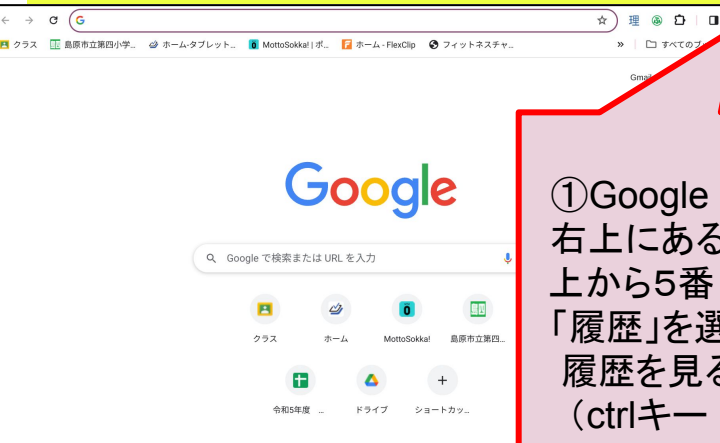 クラス 島原市立第四小学... ホーム-タブレット... MottoSokka! | ポ... ホーム - FlexClip フィットネスチャ... » すべてのブ
Gmail
Google
Google で検索または URL を入力
クラス ホーム MottoSokka! 島原市立第四...
令和5年度 ... ドライブ ショートカッ...
①Google
右上にある
上から5番
「履歴」を選
履歴を見る
(ctrlキー